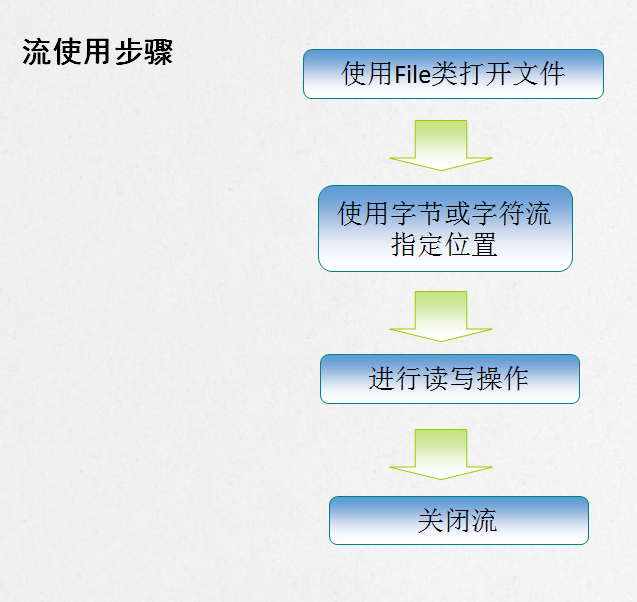 流使用步骤
使用File类打开文件
使用字节或字符流
指定位置
进行读写操作
关闭流